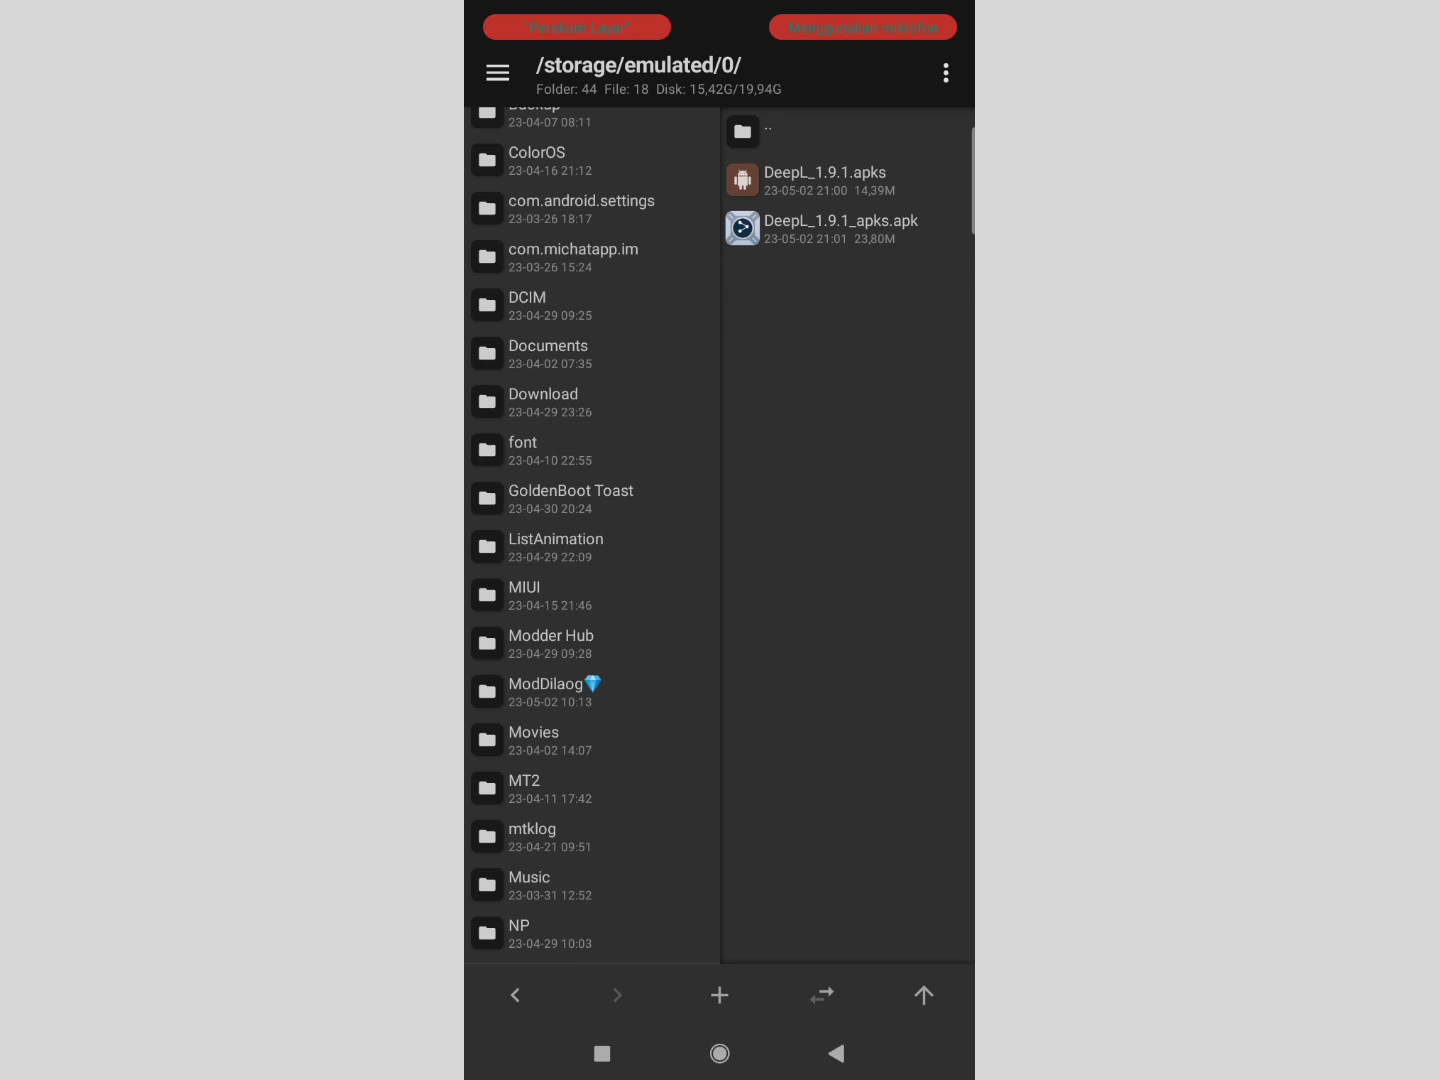 "Perekam Layar"
Menggunakan mikrofon
/storage/emulated/0/
Folder: 44 File: 18 Disk: 15,42G/19,94G
Backup
23-04-07 08:11
ColorOS
23-04-16 21:12
com.android.settings
23-03-26 18:17
com.michatapp.im
23-03-26 15:24
DCIM
23-04-29 09:25
Documents
23-04-02 07:35
Download
23-04-29 23:26
font
23-04-10 22:55
GoldenBoot Toast
23-04-30 20:24
ListAnimation
23-04-29 22:09
MIUI
23-04-15 21:46
Modder Hub
23-04-29 09:28
ModDilaog💎
23-05-02 10:13
Movies
23-04-02 14:07
MT2
23-04-11 17:42
mtklog
23-04-21 09:51
Music
23-03-31 12:52
NP
23-04-29 10:03
..
DeepL_1.9.1.apks
23-05-02 21:00 14,39M
DeepL_1.9.1_apks.apk
23-05-02 21:01 23,80M